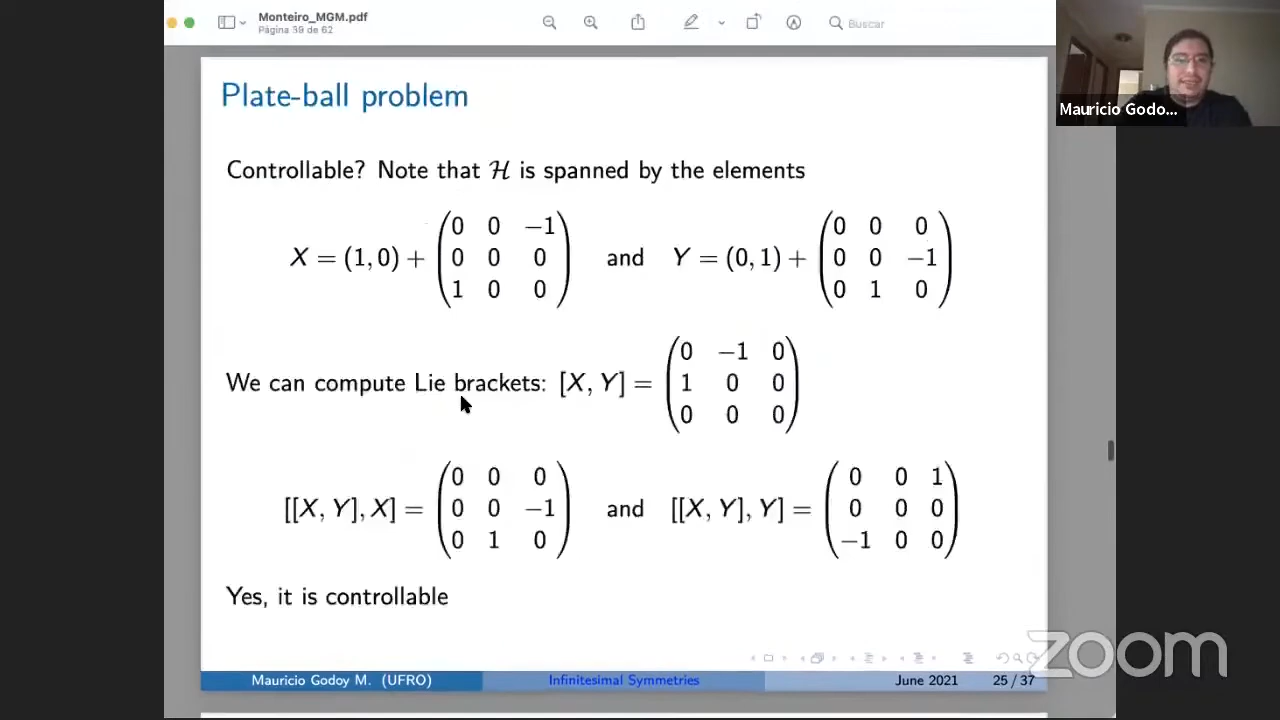 Monteiro_MGM.pdf
Página 39 de 62
Buscar
Mauricio Godo...
Plate-ball problem
Controllable? Note that ℋ is spanned by the elements
X = (1, 0) + (0 0 −1; 0 0 0; 1 0 0) and Y = (0, 1) + (0 0 0; 0 0 −1; 0 1 0)
We can compute Lie brackets: [X, Y] = (0 −1 0; 1 0 0; 0 0 0)
[[X, Y], X] = (0 0 0; 0 0 −1; 0 1 0) and [[X, Y], Y] = (0 0 1; 0 0 0; −1 0 0)
Yes, it is controllable
zoom
Mauricio Godoy M. (UFRO) Infinitesimal Symmetries June 2021 25 / 37